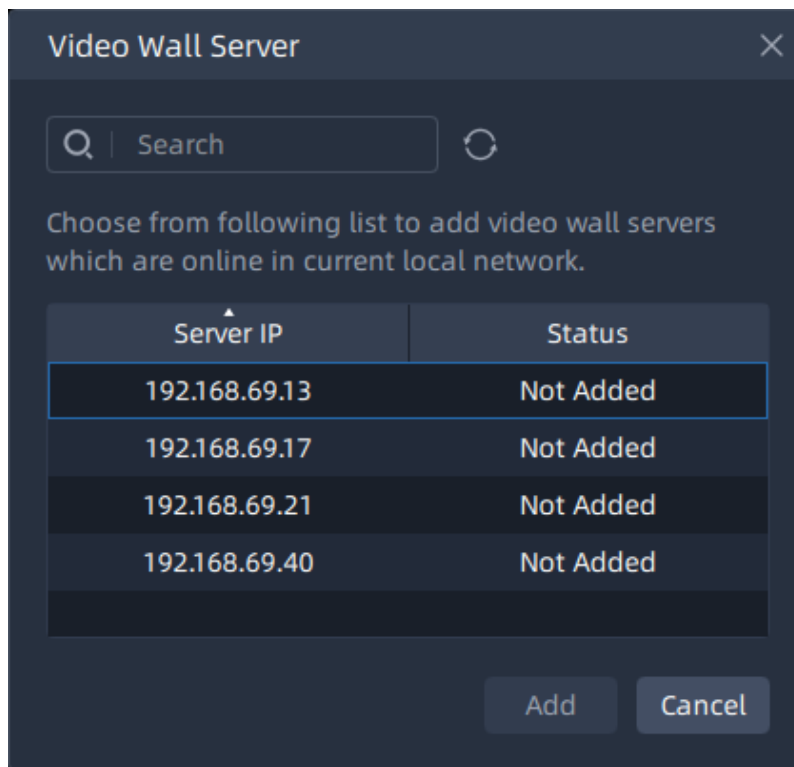 Video Wall Server
Search
Choose from following list to add video wall servers
which are online in current local network.
Server IP Status
192.168.69.13 Not Added
192.168.69.17 Not Added
192.168.69.21 Not Added
192.168.69.40 Not Added
Add Cancel